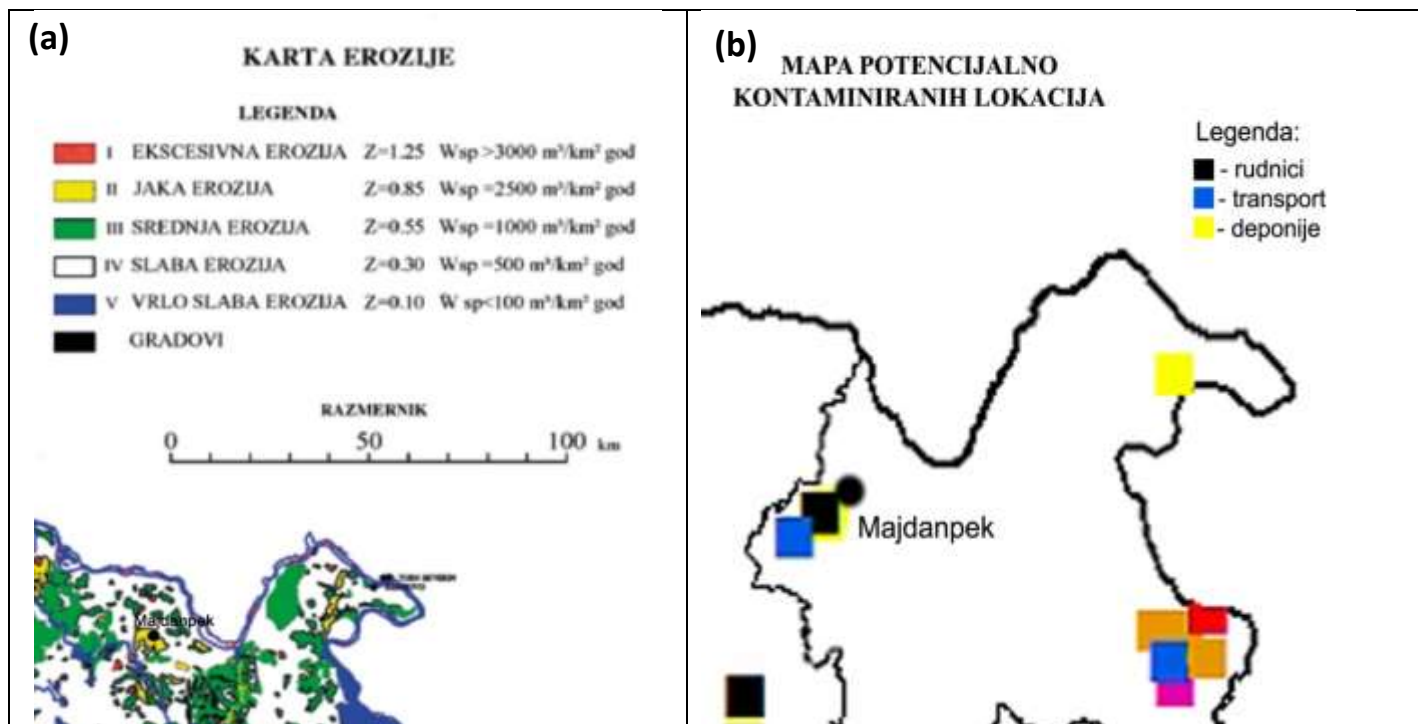 (a)
KARTA EROZIJE
LEGENDA
I EKSCESIVNA EROZIJA Z=1.25 Wsp >3000 m³/km² god
II JAKA EROZIJA Z=0.85 Wsp =2500 m³/km² god
III SREDNJA EROZIJA Z=0.55 Wsp =1000 m³/km² god
IV SLABA EROZIJA Z=0.30 Wsp =500 m³/km² god
V VRLO SLABA EROZIJA Z=0.10 W sp<100 m³/km² god
GRADOVI
RAZMERNIK
0 50 100 km
Majdanpek
(b)
MAPA POTENCIJALNO
KONTAMINIRANIH LOKACIJA
Legenda:
- rudnici
- transport
- deponije
Majdanpek